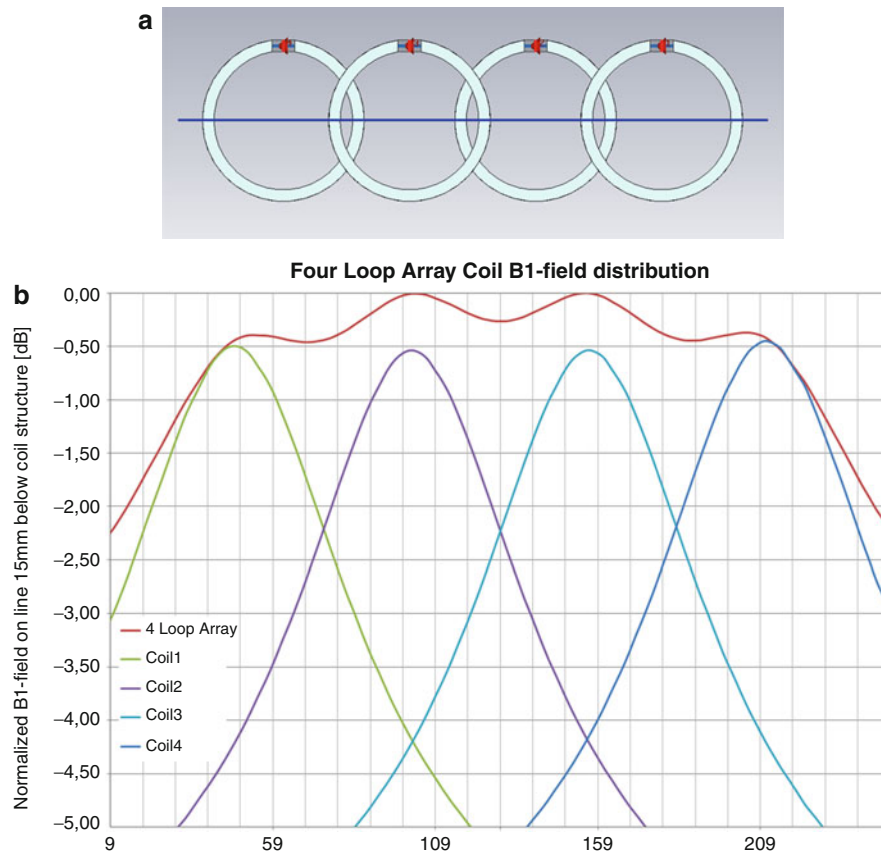 a
Four Loop Array Coil B1-field distribution
b
Normalized B1-field on line 15mm below coil structure [dB]
0,00
−0,50
−1,00
−1,50
−2,00
−2,50
−3,00
−3,50
−4,00
−4,50
−5,00
4 Loop Array
Coil1
Coil2
Coil3
Coil4
9 59 109 159 209